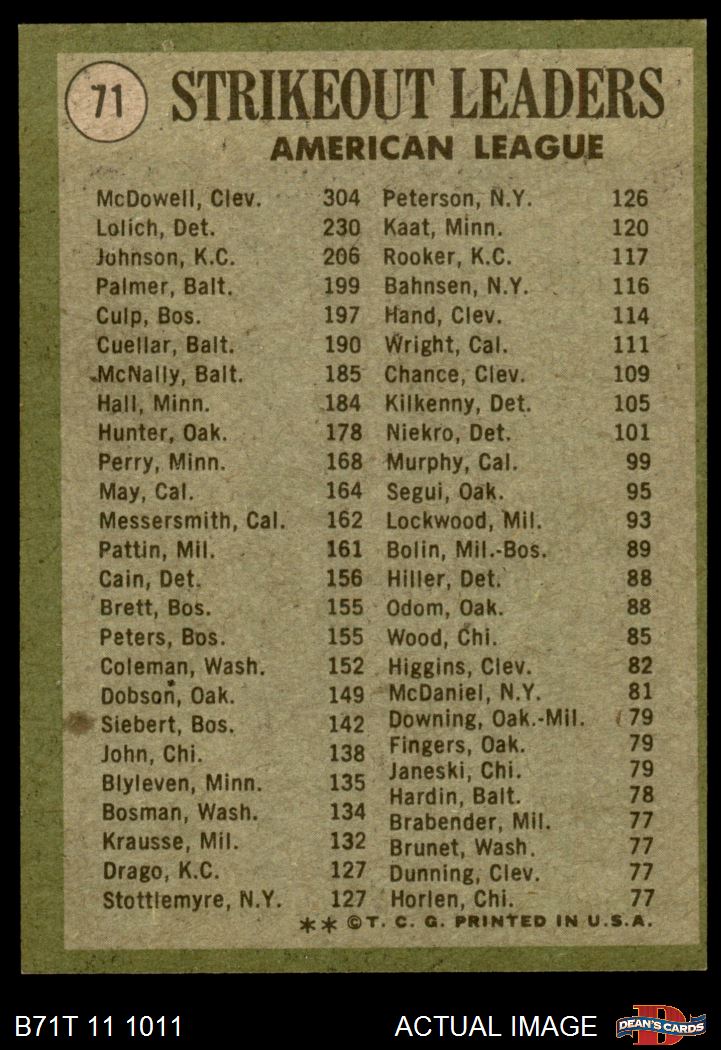 71
STRIKEOUT LEADERS
AMERICAN LEAGUE
McDowell, Clev. 304
Lolich, Det. 230
Johnson, K.C. 206
Palmer, Balt. 199
Culp, Bos. 197
Cuellar, Balt. 190
McNally, Balt. 185
Hall, Minn. 184
Hunter, Oak. 178
Perry, Minn. 168
May, Cal. 164
Messersmith, Cal. 162
Pattin, Mil. 161
Cain, Det. 156
Brett, Bos. 155
Peters, Bos. 155
Coleman, Wash. 152
Dobson, Oak. 149
Siebert, Bos. 142
John, Chi. 138
Blyleven, Minn. 135
Bosman, Wash. 134
Krausse, Mil. 132
Drago, K.C. 127
Stottlemyre, N.Y. 127
Peterson, N.Y. 126
Kaat, Minn. 120
Rooker, K.C. 117
Bahnsen, N.Y. 116
Hand, Clev. 114
Wright, Cal. 111
Chance, Clev. 109
Kilkenny, Det. 105
Niekro, Det. 101
Murphy, Cal. 99
Segui, Oak. 95
Lockwood, Mil. 93
Bolin, Mil.-Bos. 89
Hiller, Det. 88
Odom, Oak. 88
Wood, Chi. 85
Higgins, Clev. 82
McDaniel, N.Y. 81
Downing, Oak.-Mil. 79
Fingers, Oak. 79
Janeski, Chi. 79
Hardin, Balt. 78
Brabender, Mil. 77
Brunet, Wash. 77
Dunning, Clev. 77
Horlen, Chi. 77
** © T. C. G. PRINTED IN U.S.A.
B71T 11 1011
ACTUAL IMAGE
D
DEAN'S CARDS